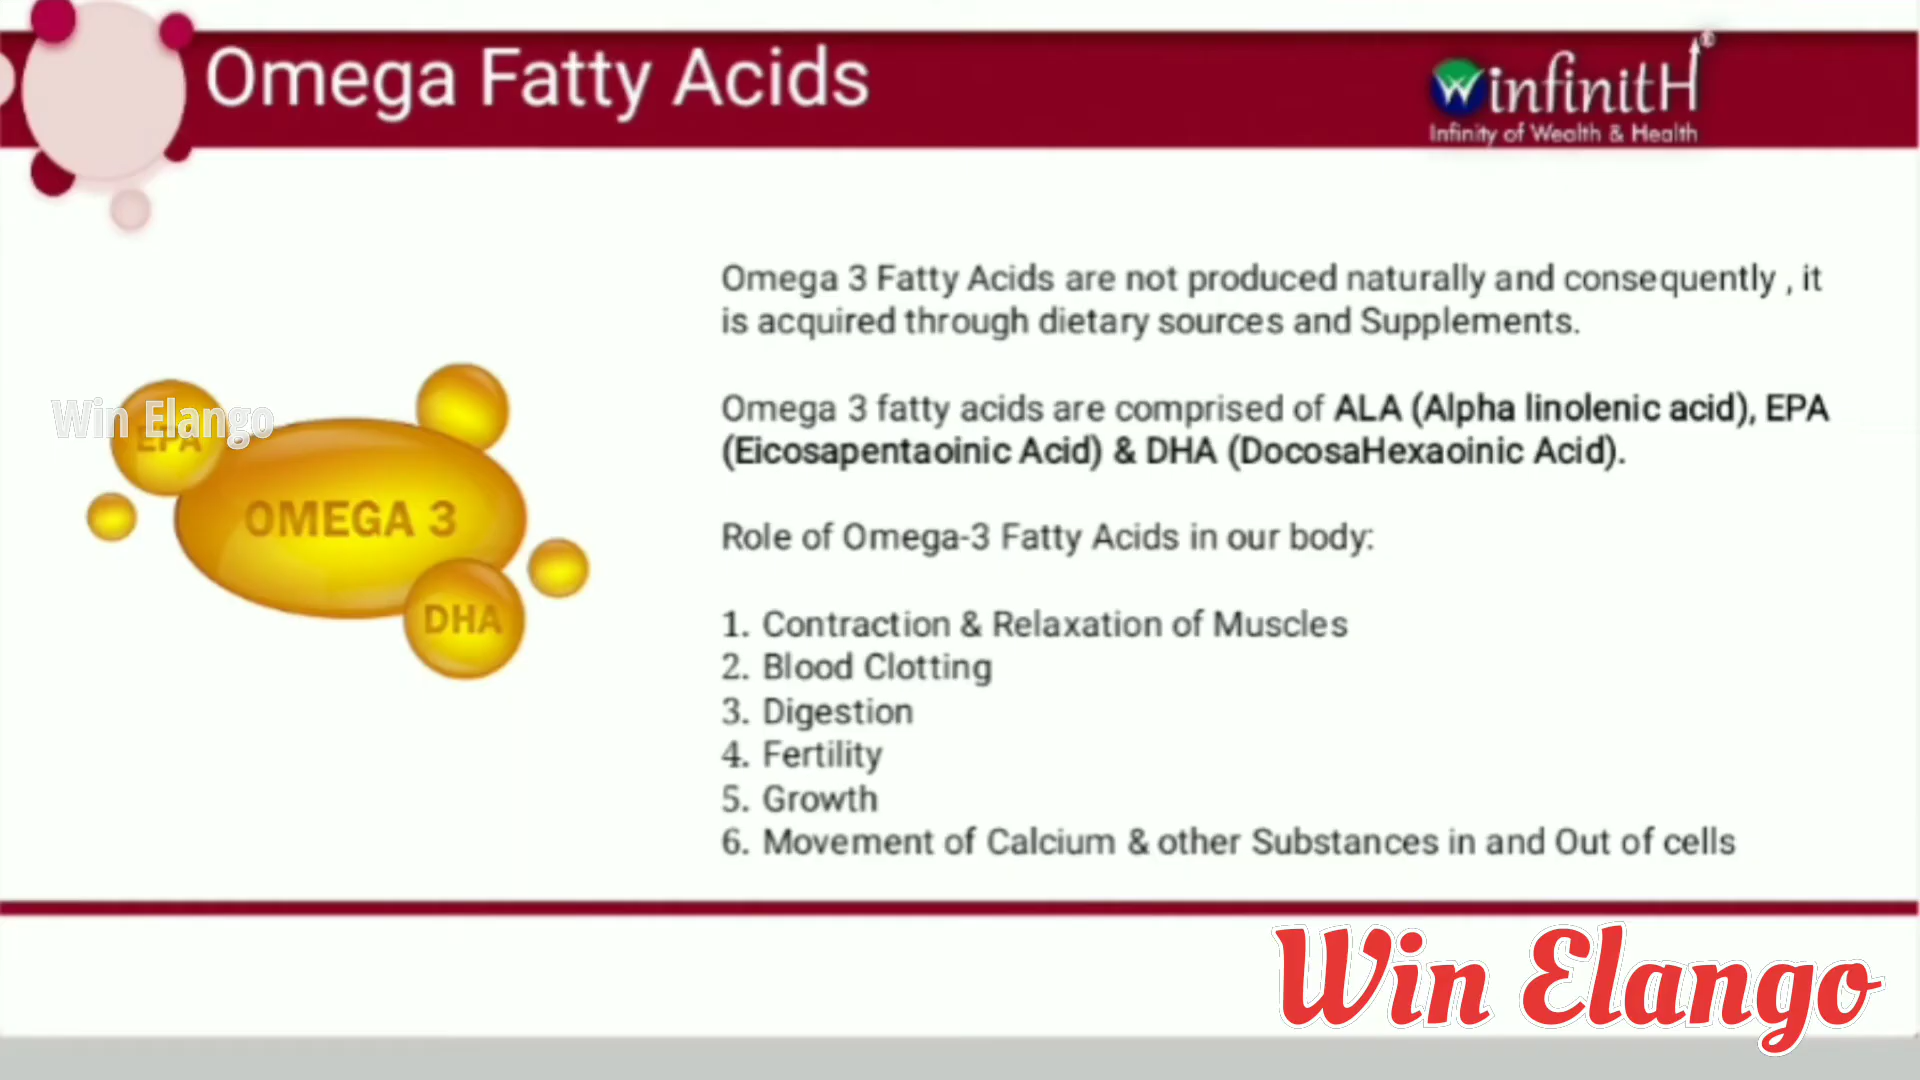 Omega Fatty Acids
WinfinitH®
Infinity of Wealth & Health
Omega 3 Fatty Acids are not produced naturally and consequently , it
is acquired through dietary sources and Supplements.
Omega 3 fatty acids are comprised of ALA (Alpha linolenic acid), EPA
(Eicosapentaoinic Acid) & DHA (DocosaHexaoinic Acid).
Role of Omega-3 Fatty Acids in our body:
1. Contraction & Relaxation of Muscles
2. Blood Clotting
3. Digestion
4. Fertility
5. Growth
6. Movement of Calcium & other Substances in and Out of cells
Win Elango
EPA
OMEGA 3
DHA
Win Elango